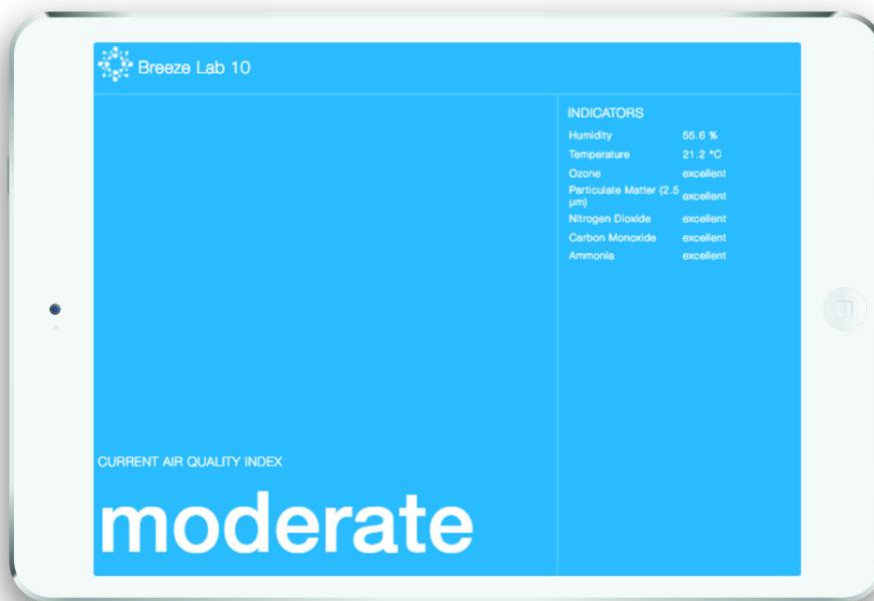 Breeze Lab 10
INDICATORS
Humidity 55.6 %
Temperature 21.2 °C
Ozone excellent
Particulate Matter (2.5
µm) excellent
Nitrogen Dioxide excellent
Carbon Monoxide excellent
Ammonia excellent
CURRENT AIR QUALITY INDEX
moderate